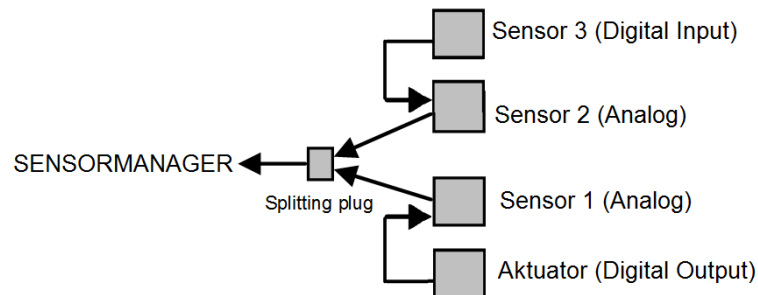 Sensor 3 (Digital Input)
Sensor 2 (Analog)
SENSORMANAGER
Splitting plug
Sensor 1 (Analog)
Aktuator (Digital Output)